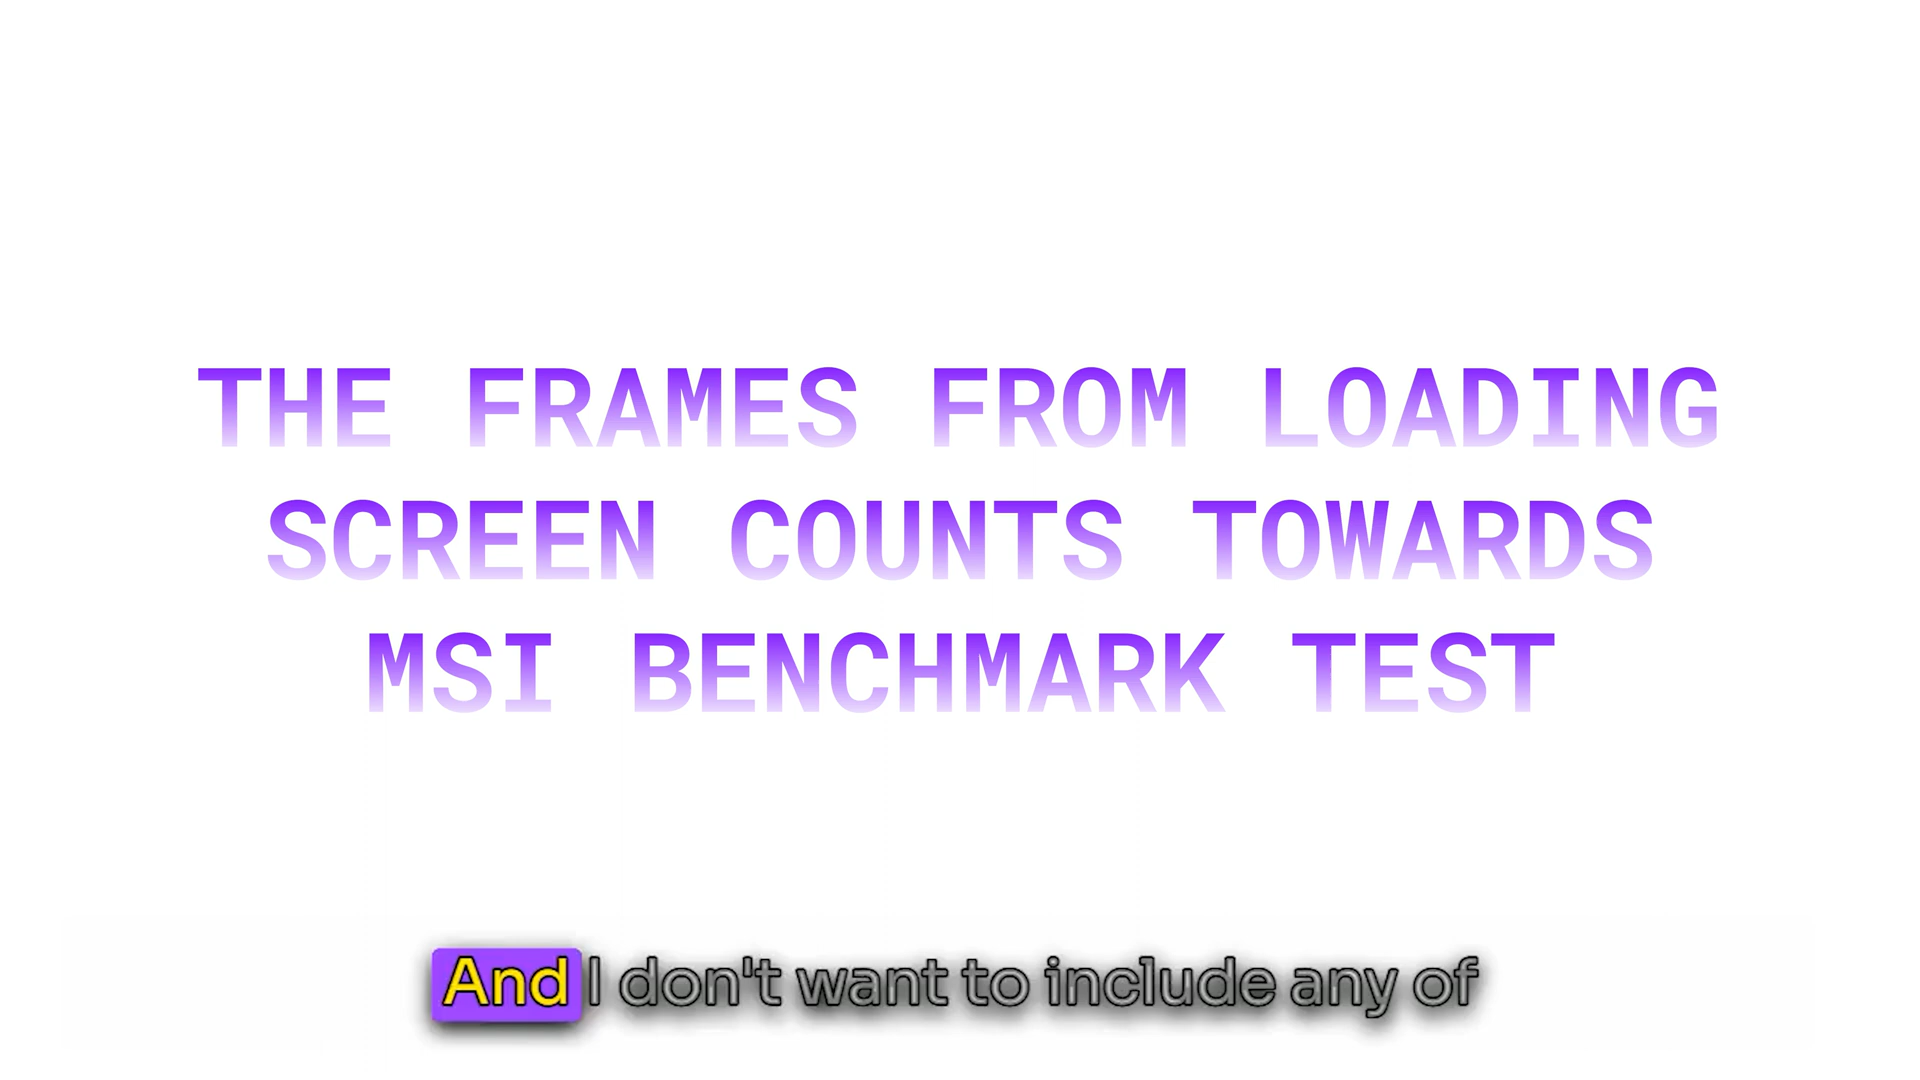 THE FRAMES FROM LOADING
SCREEN COUNTS TOWARDS
MSI BENCHMARK TEST
And I don't want to include any of